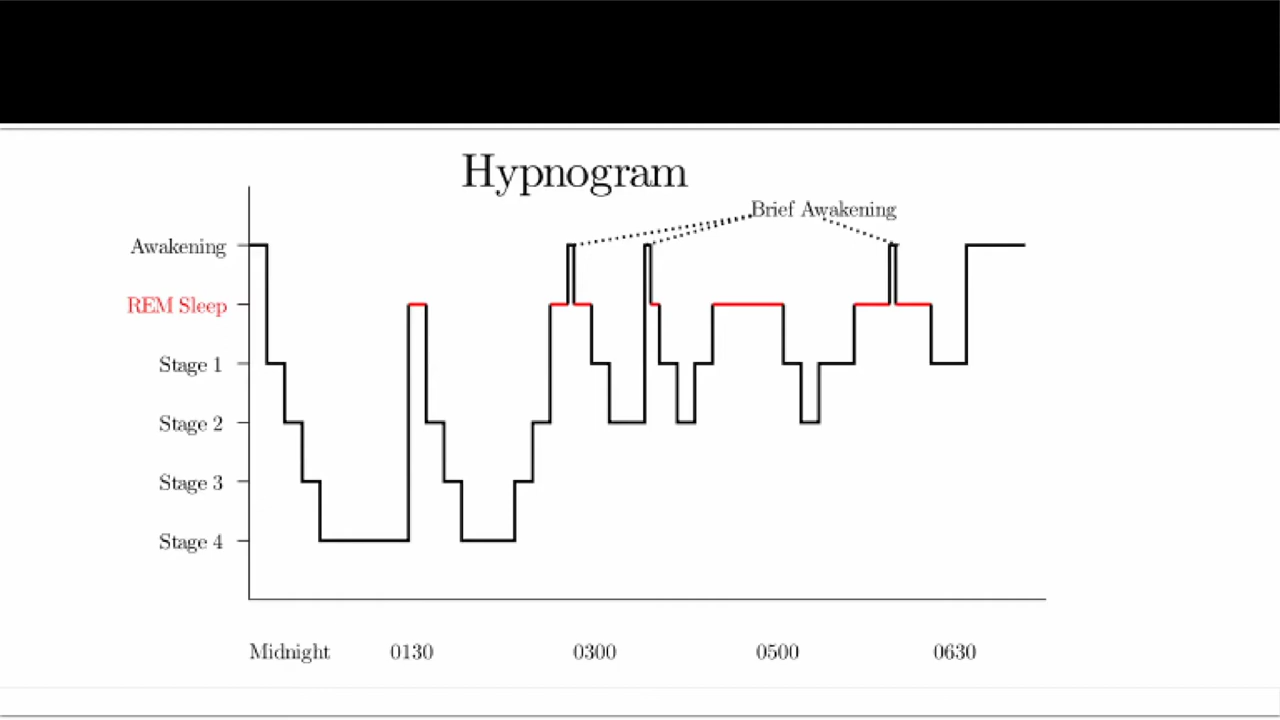 Hypnogram
Brief Awakening
Awakening
REM Sleep
Stage 1
Stage 2
Stage 3
Stage 4
Midnight 0130 0300 0500 0630